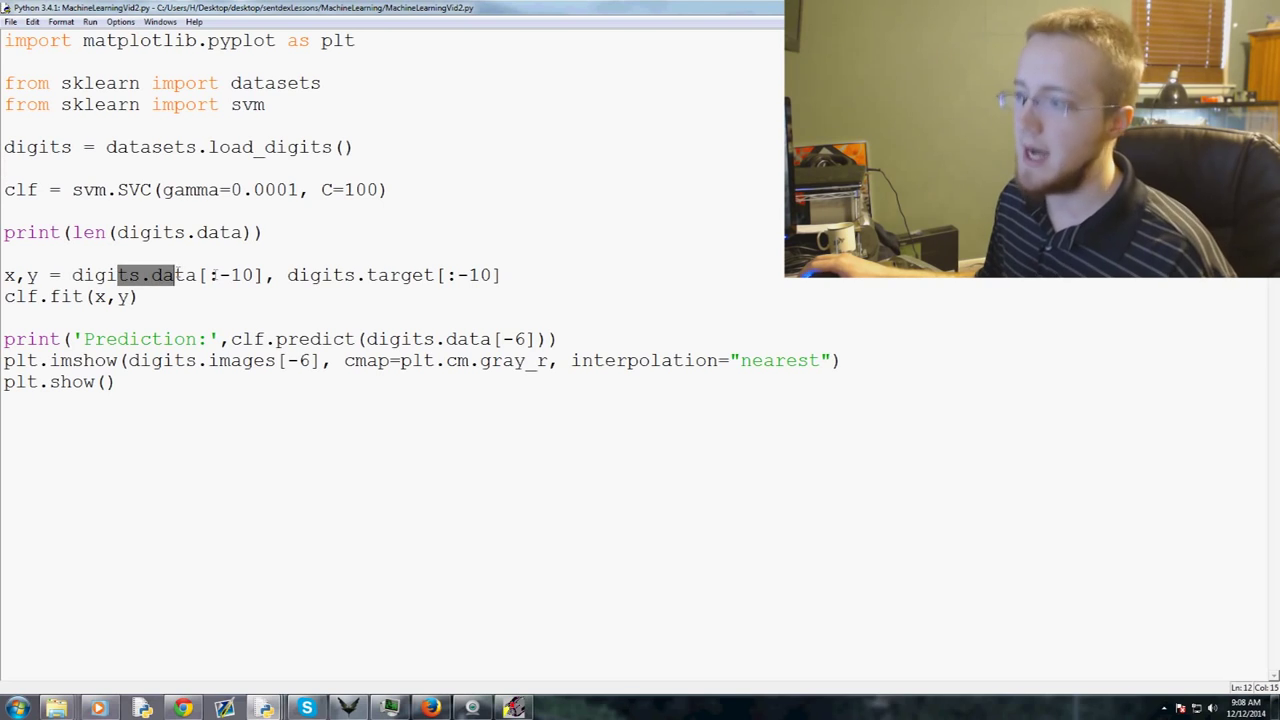 Python 3.4.1: MachineLearningVid2.py - C:/Users/H/Desktop/desktop/sentdexLessons/MachineLearning/MachineLearningVid2.py
File Edit Format Run Options Windows Help
import matplotlib.pyplot as plt
from sklearn import datasets
from sklearn import svm
digits = datasets.load_digits()
clf = svm.SVC(gamma=0.0001, C=100)
print(len(digits.data))
x,y = digits.data[:-10], digits.target[:-10]
clf.fit(x,y)
print('Prediction:',clf.predict(digits.data[-6]))
plt.imshow(digits.images[-6], cmap=plt.cm.gray_r, interpolation="nearest")
plt.show()
Ln: 12 Col: 15
9:08 AM
12/12/2014